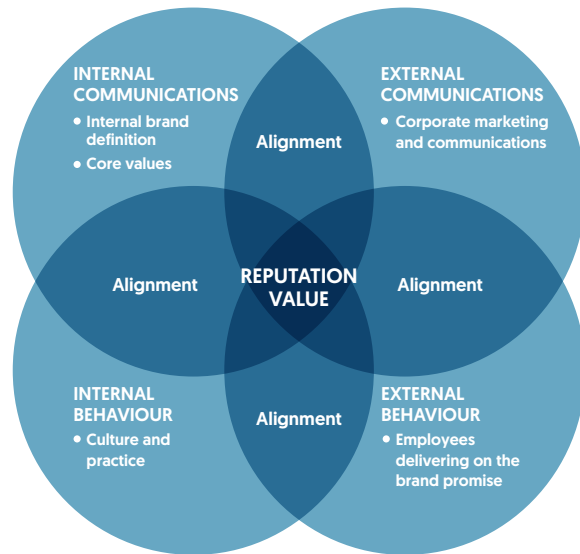 INTERNAL
COMMUNICATIONS
• Internal brand
definition
• Core values
EXTERNAL
COMMUNICATIONS
• Corporate marketing
and communications
Alignment
Alignment
REPUTATION
VALUE
Alignment
INTERNAL
BEHAVIOUR
• Culture and
practice
Alignment
EXTERNAL
BEHAVIOUR
• Employees
delivering on the
brand promise